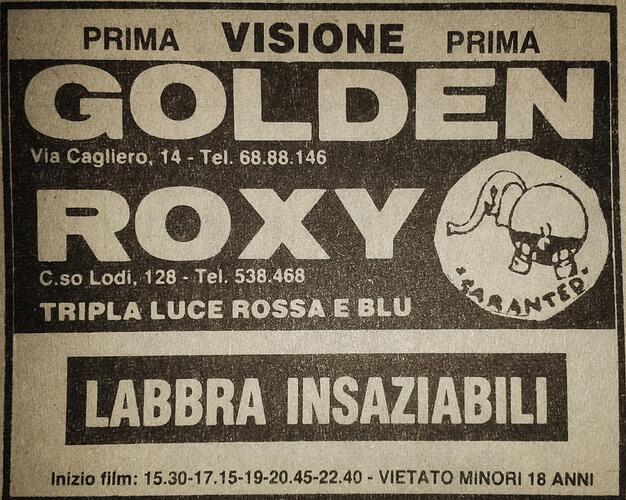 PRIMA VISIONE PRIMA
GOLDEN
Via Cagliero, 14 - Tel. 68.88.146
ROXY
C.so Lodi, 128 - Tel. 538.468
TRIPLA LUCE ROSSA E BLU
GARANTED
LABBRA INSAZIABILI
Inizio film: 15.30-17.15-19-20.45-22.40 - VIETATO MINORI 18 ANNI